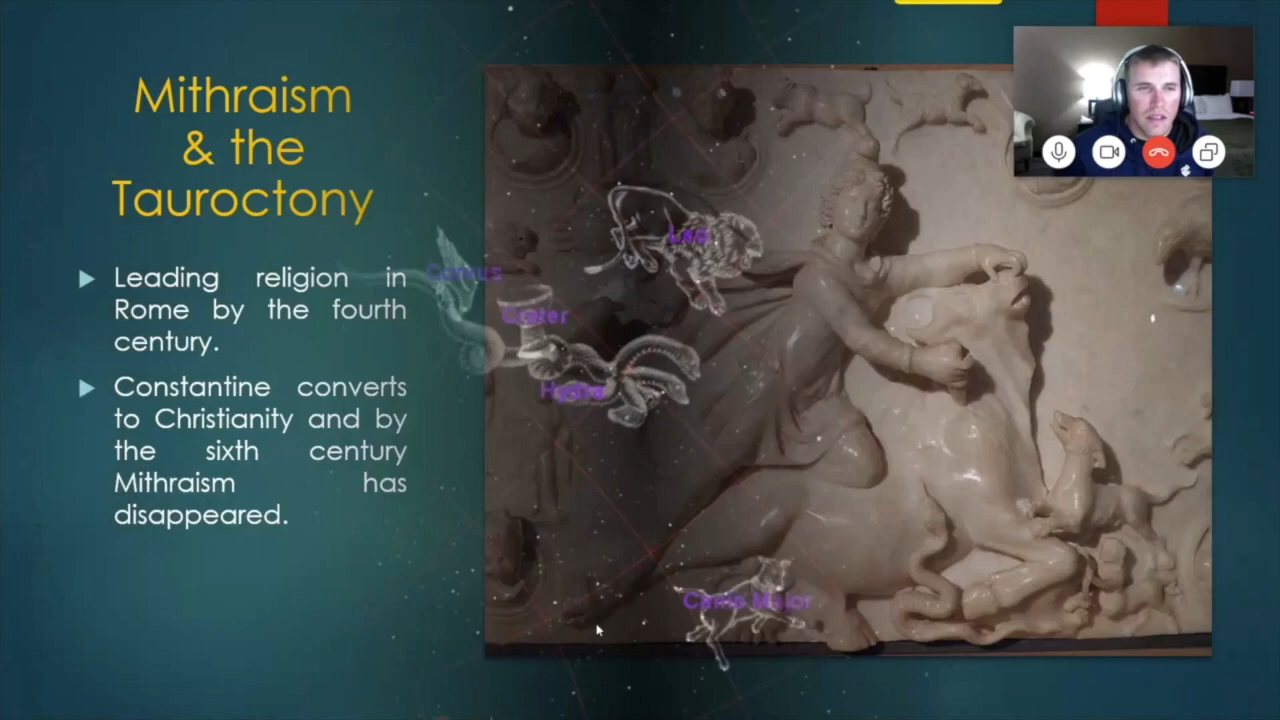 Mithraism
& the
Tauroctony
Leading religion in
Rome by the fourth
century.
Constantine converts
to Christianity and by
the sixth century
Mithraism has
disappeared.
Leo
Corvus
Crater
Hydra
Canis Major